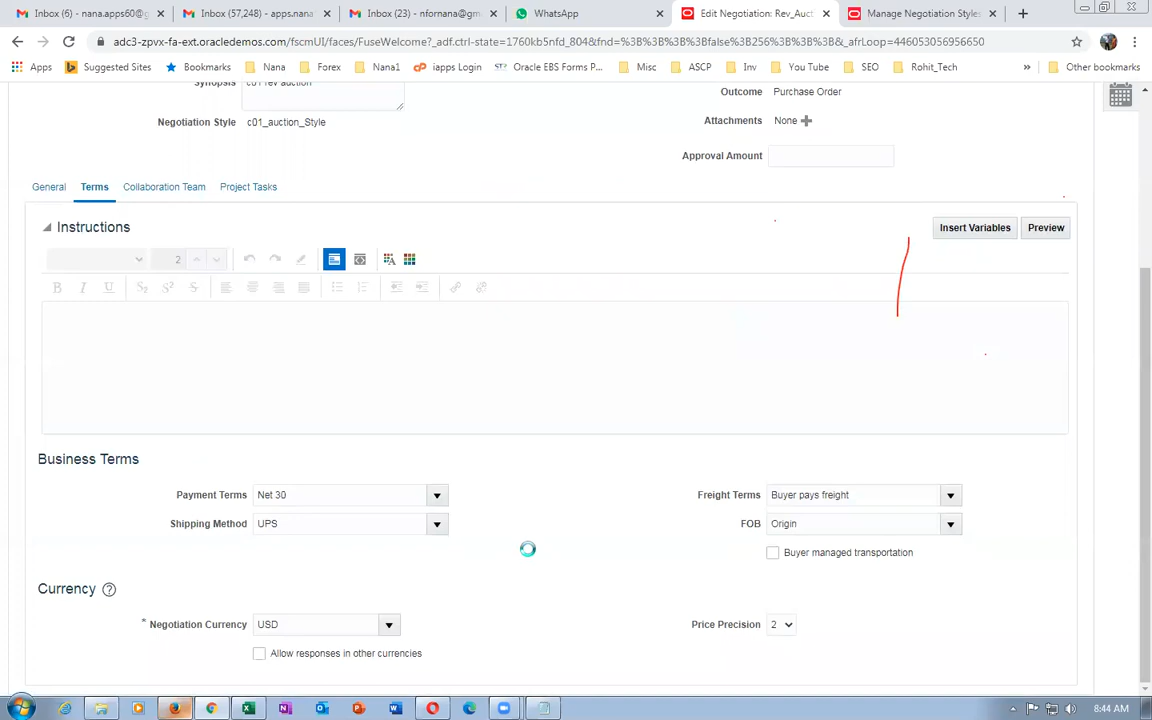 Inbox (6) - nana.apps60@g
Inbox (57,248) - apps.nana
Inbox (23) - nfornana@gm
WhatsApp
Edit Negotiation: Rev_Auct
Manage Negotiation Styles
adc3-zpvx-fa-ext.oracledemos.com/fscmUI/faces/FuseWelcome?_adf.ctrl-state=1760kb5nfd_804&fnd=%3B%3B%3B%3Bfalse%3B256%3B%3B%3B&_afrLoop=446053056956650
Apps
Suggested Sites
Bookmarks
Nana
Forex
Nana1
iapps Login
Oracle EBS Forms P...
Misc
ASCP
Inv
You Tube
SEO
Rohit_Tech
»
Other bookmarks
Synopsis c01 rev auction
Outcome Purchase Order
Negotiation Style c01_auction_Style
Attachments None
Approval Amount
General Terms Collaboration Team Project Tasks
Instructions
Insert Variables Preview
2
B I U S2 S2 S
Business Terms
Payment Terms Net 30
Freight Terms Buyer pays freight
Shipping Method UPS
FOB Origin
Buyer managed transportation
Currency ?
* Negotiation Currency USD
Price Precision 2
Allow responses in other currencies
8:44 AM